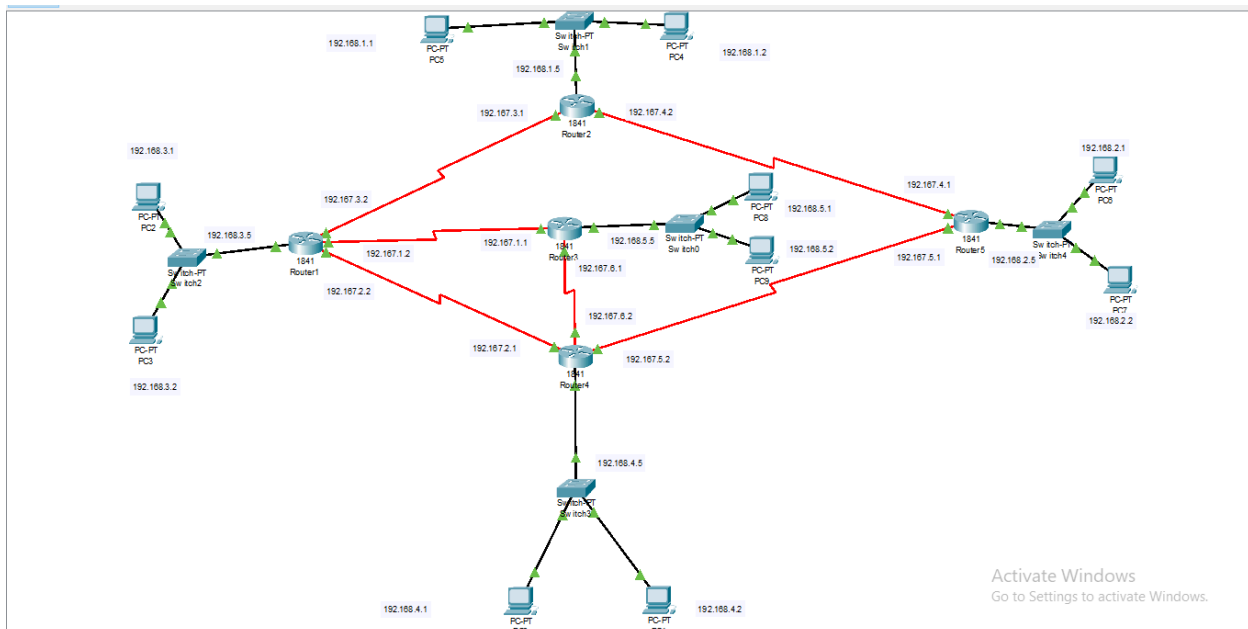 192.168.1.1
PC-PT
PC5
Switch-PT
Switch1
PC-PT
PC4
192.168.1.2
192.168.1.5
192.167.3.1
1841
Router2
192.167.4.2
192.168.3.1
PC-PT
PC2
192.167.3.2
192.168.3.5
Switch-PT
Switch2
1841
Router1
192.167.1.2
192.167.2.2
PC-PT
PC3
192.168.3.2
192.167.1.1
1841
Router3
192.168.5.5
192.167.6.1
Switch-PT
Switch0
PC-PT
PC8
192.168.5.1
192.168.5.2
PC-PT
PC9
192.168.2.1
PC-PT
PC6
192.167.4.1
1841
Router5
192.167.5.1
192.168.2.5
Switch-PT
Switch4
PC-PT
PC7
192.168.2.2
192.167.6.2
192.167.2.1
1841
Router4
192.167.5.2
192.168.4.5
Switch-PT
Switch3
192.168.4.1
PC-PT
PC-PT
192.168.4.2
Activate Windows
Go to Settings to activate Windows.